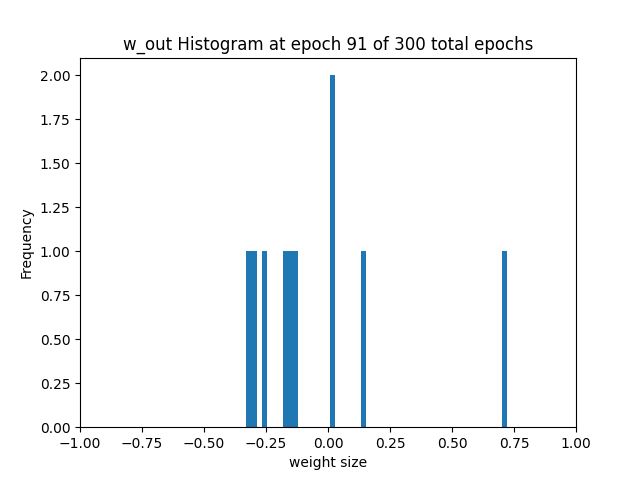 w_out Histogram at epoch 91 of 300 total epochs
2.00
1.75
1.50
1.25
1.00
0.75
0.50
0.25
0.00
Frequency
−1.00 −0.75 −0.50 −0.25 0.00 0.25 0.50 0.75 1.00
weight size